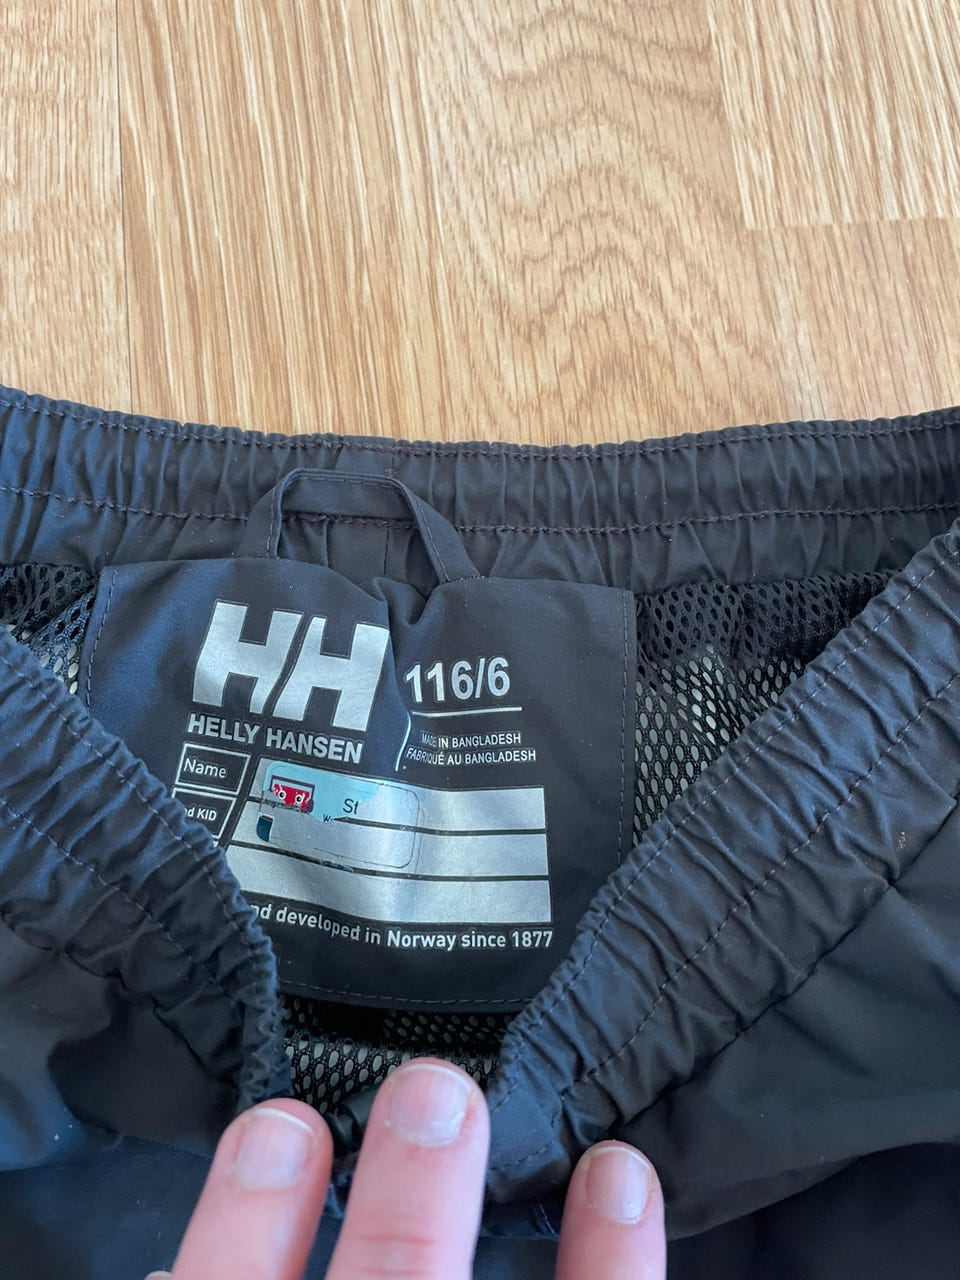 HH
HELLY HANSEN
116/6
MADE IN BANGLADESH
FABRIQUÉ AU BANGLADESH
Name
KID
St
developed in Norway since 1877